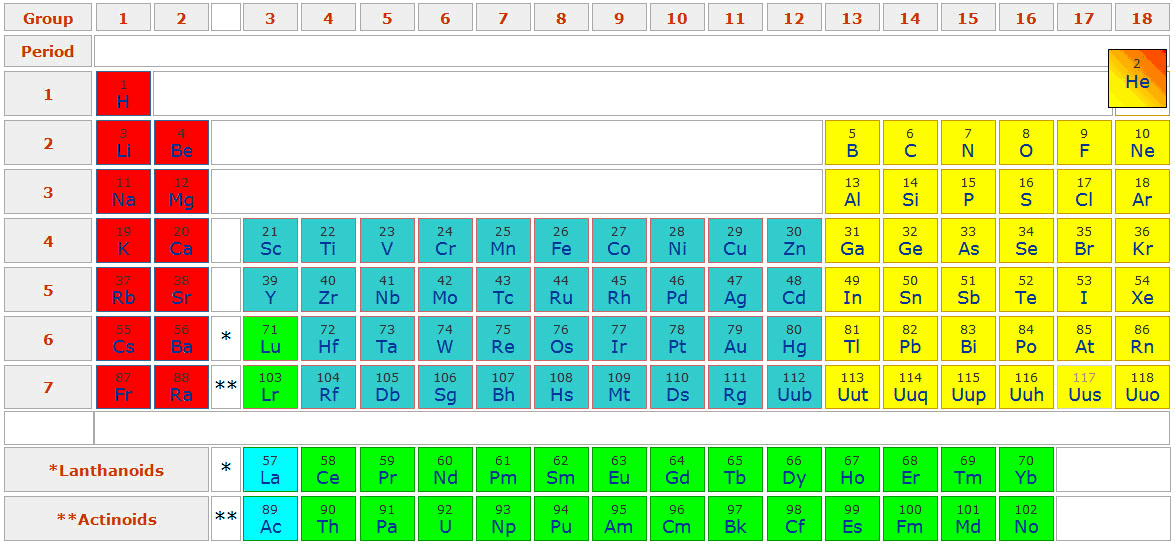 Group 1 2 3 4 5 6 7 8 9 10 11 12 13 14 15 16 17 18
Period
2
He
1
1
H
2
3 4 5 6 7 8 9 10
Li Be B C N O F Ne
3
11 12 13 14 15 16 17 18
Na Mg Al Si P S Cl Ar
4
19 20 21 22 23 24 25 26 27 28 29 30 31 32 33 34 35 36
K Ca Sc Ti V Cr Mn Fe Co Ni Cu Zn Ga Ge As Se Br Kr
5
37 38 39 40 41 42 43 44 45 46 47 48 49 50 51 52 53 54
Rb Sr Y Zr Nb Mo Tc Ru Rh Pd Ag Cd In Sn Sb Te I Xe
6 *
55 56 71 72 73 74 75 76 77 78 79 80 81 82 83 84 85 86
Cs Ba Lu Hf Ta W Re Os Ir Pt Au Hg Tl Pb Bi Po At Rn
7 **
87 88 103 104 105 106 107 108 109 110 111 112 113 114 115 116 117 118
Fr Ra Lr Rf Db Sg Bh Hs Mt Ds Rg Uub Uut Uuq Uup Uuh Uus Uuo
*Lanthanoids *
57 58 59 60 61 62 63 64 65 66 67 68 69 70
La Ce Pr Nd Pm Sm Eu Gd Tb Dy Ho Er Tm Yb
**Actinoids **
89 90 91 92 93 94 95 96 97 98 99 100 101 102
Ac Th Pa U Np Pu Am Cm Bk Cf Es Fm Md No